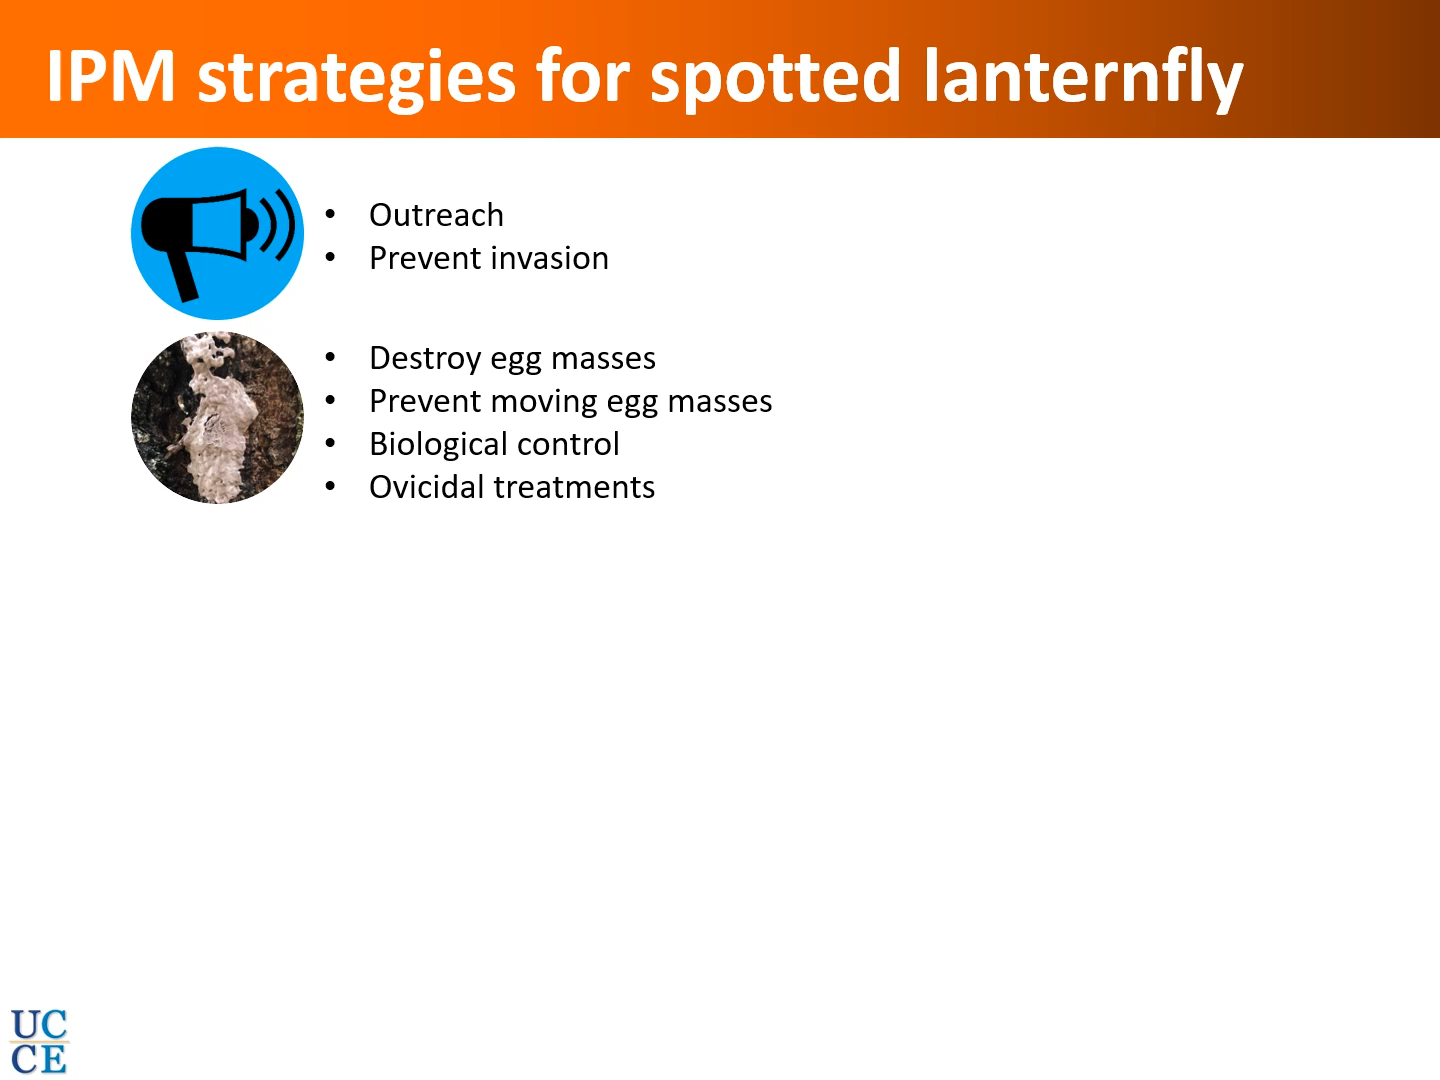 IPM strategies for spotted lanternfly
• Outreach
• Prevent invasion
• Destroy egg masses
• Prevent moving egg masses
• Biological control
• Ovicidal treatments
UC
CE